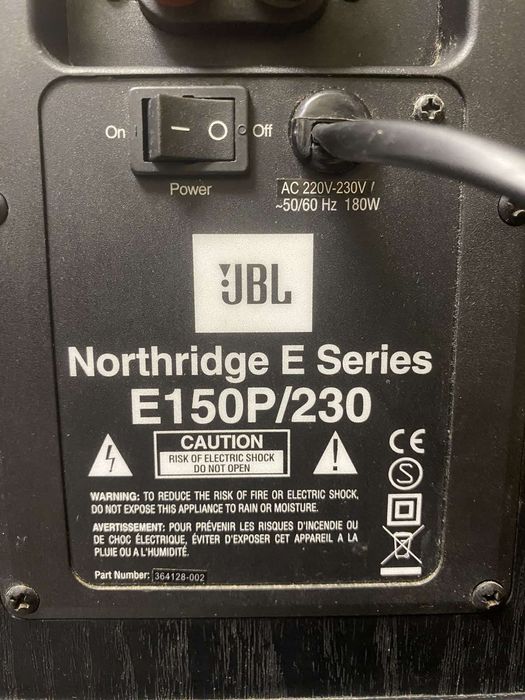 On Off
Power
AC 220V-230V /
~50/60 Hz 180W
JBL
Northridge E Series
E150P/230
CAUTION
RISK OF ELECTRIC SHOCK
DO NOT OPEN
WARNING: TO REDUCE THE RISK OF FIRE OR ELECTRIC SHOCK,
DO NOT EXPOSE THIS APPLIANCE TO RAIN OR MOISTURE.
AVERTISSEMENT: POUR PRÉVENIR LES RISQUES D'INCENDIE OU
DE CHOC ÉLECTRIQUE, ÉVITER D'EXPOSER CET APPAREIL A LA
PLUIE OU A L'HUMIDITÉ.
CE
S
Part Number: 364128-002